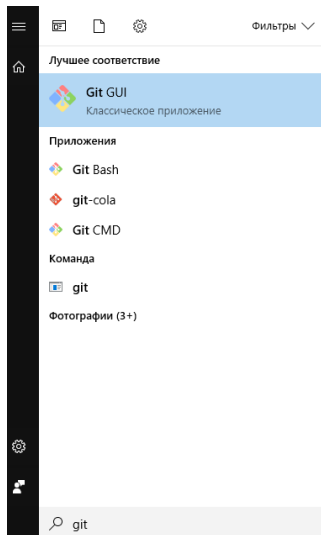 Фильтры
Лучшее соответствие
Git GUI
Классическое приложение
Приложения
Git Bash
git-cola
Git CMD
Команда
git
Фотографии (3+)
git